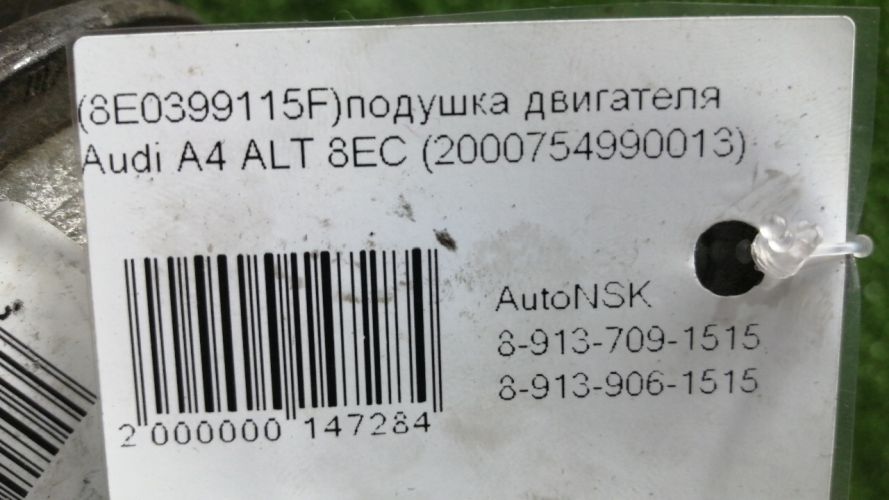 (8E0399115F)подушка двигателя
Audi A4 ALT 8EC (2000754990013)
AutoNSK
8-913-709-1515
8-913-906-1515
2 000000 147284